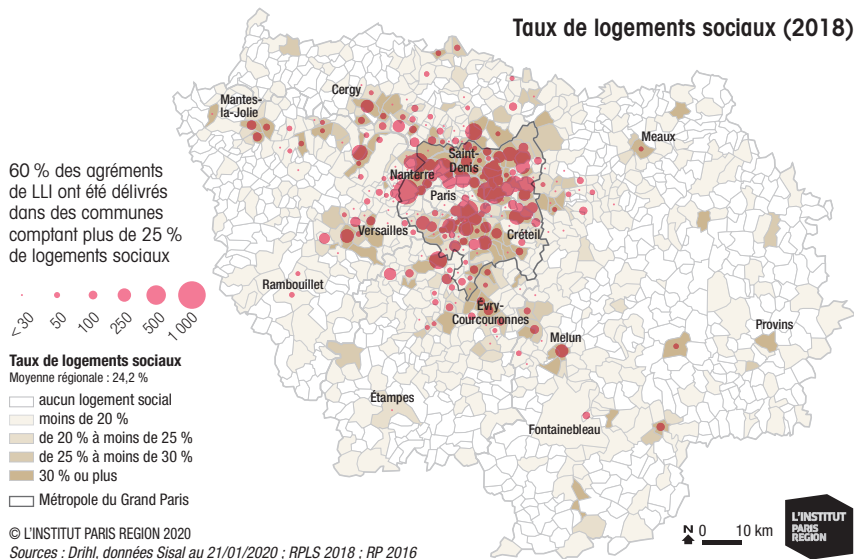 Taux de logements sociaux (2018)
Cergy
Mantes-
la-Jolie
Meaux
Saint-
Denis
Nanterre
Paris
Versailles
Créteil
Rambouillet
Évry-
Courcouronnes
Melun
Provins
Étampes
Fontainebleau
60 % des agréments
de LLI ont été délivrés
dans des communes
comptant plus de 25 %
de logements sociaux
<30 50 100 250 500 1 000
Taux de logements sociaux
Moyenne régionale : 24,2 %
aucun logement social
moins de 20 %
de 20 % à moins de 25 %
de 25 % à moins de 30 %
30 % ou plus
Métropole du Grand Paris
© L'INSTITUT PARIS REGION 2020
Sources : Drihl, données Sisal au 21/01/2020 ; RPLS 2018 ; RP 2016
N 0 10 km
L'INSTITUT
PARIS
REGION